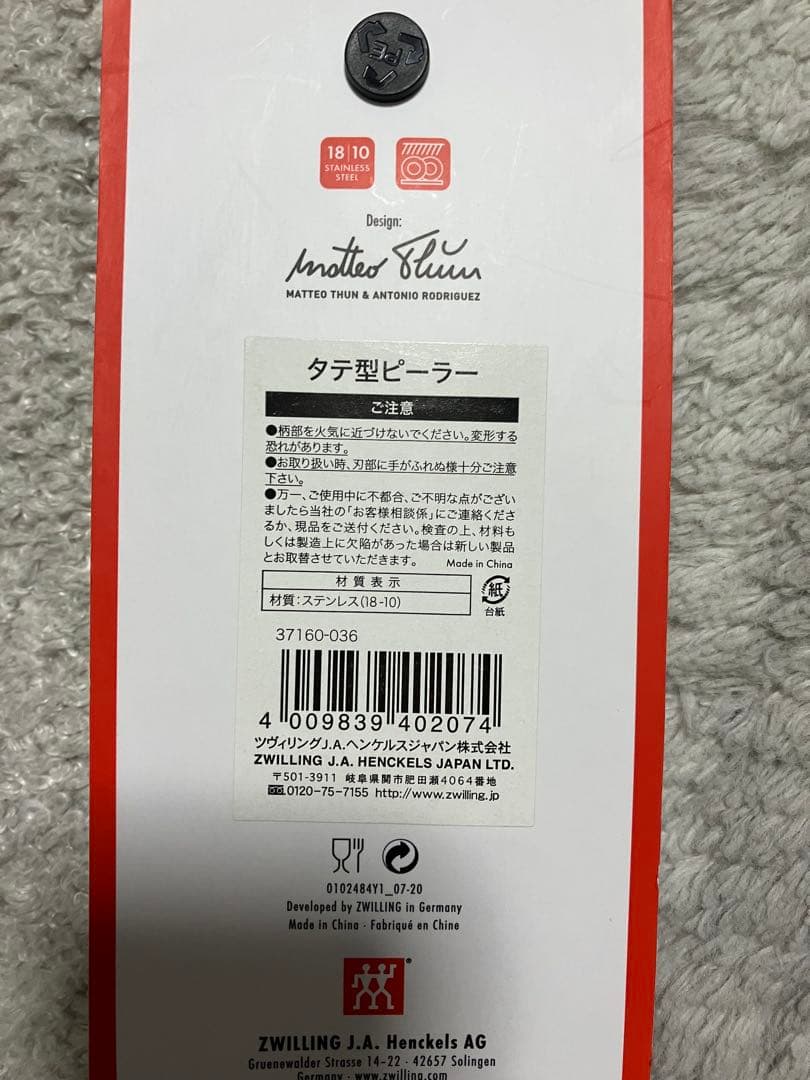 PE
18|10
STAINLESS
STEEL
Design:
Matteo Thun
MATTEO THUN & ANTONIO RODRIGUEZ
タテ型ピーラー
ご注意
●柄部を火気に近づけないでください。変形する
恐れがあります。
●お取り扱い時、刃部に手がふれぬ様十分ご注意
下さい。
●万一、ご使用中に不都合、ご不明な点がござい
ましたら当社の「お客様相談係」にご連絡くださ
るか、現品をご送付ください。検査の上、材料も
しくは製造上に欠陥があった場合は新しい製品
とお取替させていただきます。 Made in China
材質表示
材質:ステンレス(18-10)
紙
台紙
37160-036
4 009839 402074
ツヴィリングJ.A.ヘンケルスジャパン株式会社
ZWILLING J.A. HENCKELS JAPAN LTD.
〒501-3911 岐阜県関市肥田瀬4064番地
0120-75-7155 http://www.zwilling.jp
0102484Y1_07-20
Developed by ZWILLING in Germany
Made in China · Fabriqué en Chine
ZWILLING J.A. Henckels AG
Gruenewalder Strasse 14-22 · 42657 Solingen
Germany · www.zwilling.com